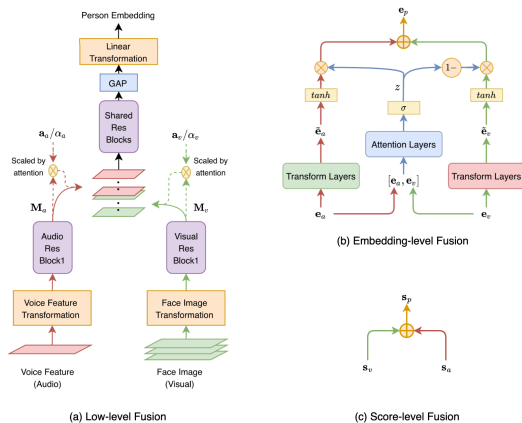 Person Embedding
Linear
Transformation
GAP
Shared
Res
Blocks
a_a/α_a
a_v/α_v
Scaled by
attention
Scaled by
attention
M_a
M_v
Audio
Res
Block1
Visual
Res
Block1
Voice Feature
Transformation
Face Image
Transformation
Voice Feature
(Audio)
Face Image
(Visual)
(a) Low-level Fusion
e_p
1−
z
tanh
σ
tanh
ẽ_a
ẽ_v
Attention Layers
Transform Layers
[e_a, e_v]
Transform Layers
e_a
e_v
(b) Embedding-level Fusion
s_p
s_v
s_a
(c) Score-level Fusion